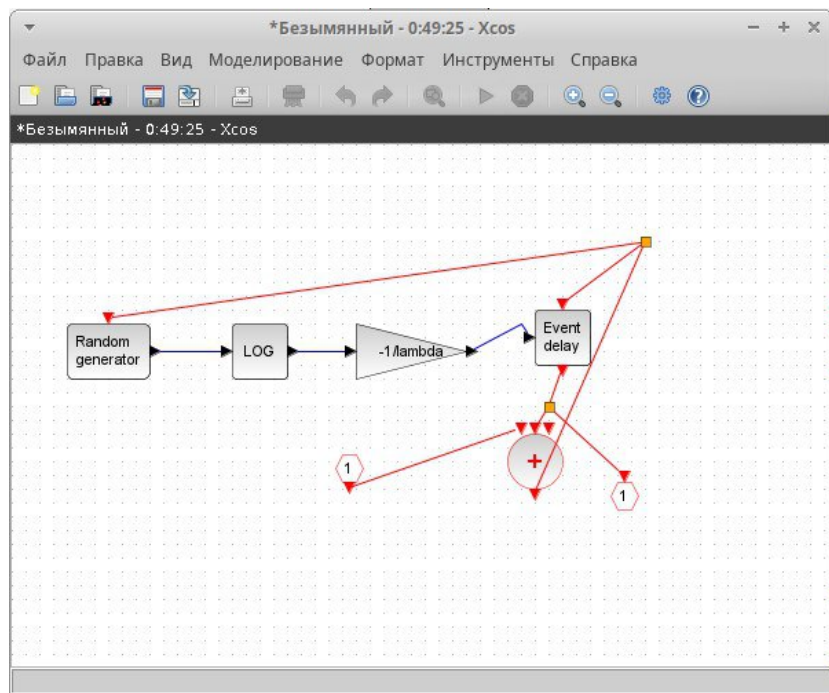 *Безымянный - 0:49:25 - Xcos
Файл Правка Вид Моделирование Формат Инструменты Справка
*Безымянный - 0:49:25 - Xcos
Random
generator
LOG
-1/lambda
Event
delay
1
+
1